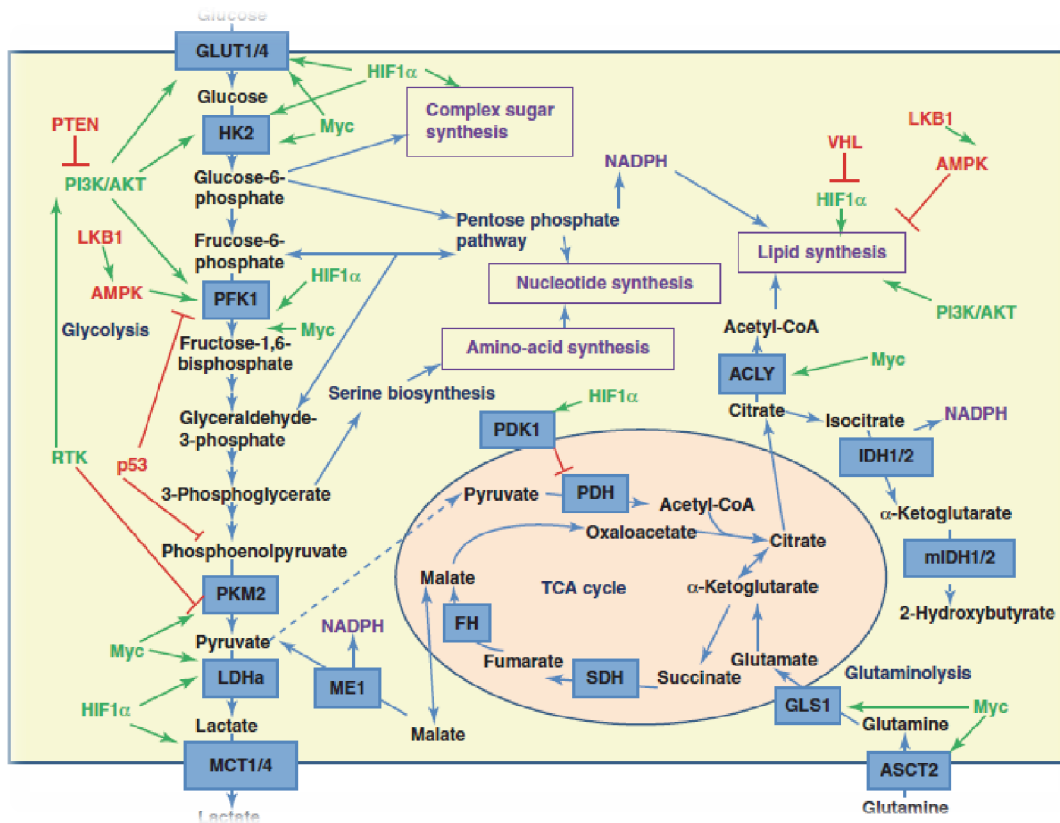 Glucose
GLUT1/4
HIF1α
Glucose
Complex sugar
synthesis
PTEN
HK2
Myc
LKB1
VHL
NADPH
AMPK
PI3K/AKT
Glucose-6-
phosphate
HIF1α
Pentose phosphate
pathway
LKB1
Frucose-6-
phosphate
Lipid synthesis
HIF1α
Nucleotide synthesis
AMPK
PFK1
PI3K/AKT
Glycolysis
Myc
Acetyl-CoA
Fructose-1,6-
bisphosphate
Amino-acid synthesis
Myc
ACLY
Serine biosynthesis
HIF1α
Citrate
Isocitrate
NADPH
Glyceraldehyde-
3-phosphate
PDK1
IDH1/2
RTK
p53
Pyruvate
PDH
3-Phosphoglycerate
Acetyl-CoA
α-Ketoglutarate
Oxaloacetate
Citrate
Phosphoenolpyruvate
mIDH1/2
Malate
TCA cycle
α-Ketoglutarate
PKM2
2-Hydroxybutyrate
NADPH
FH
Pyruvate
Myc
Fumarate
Glutamate
LDHa
ME1
SDH
Succinate
Glutaminolysis
HIF1α
GLS1
Myc
Lactate
Malate
Glutamine
MCT1/4
ASCT2
Lactate
Glutamine